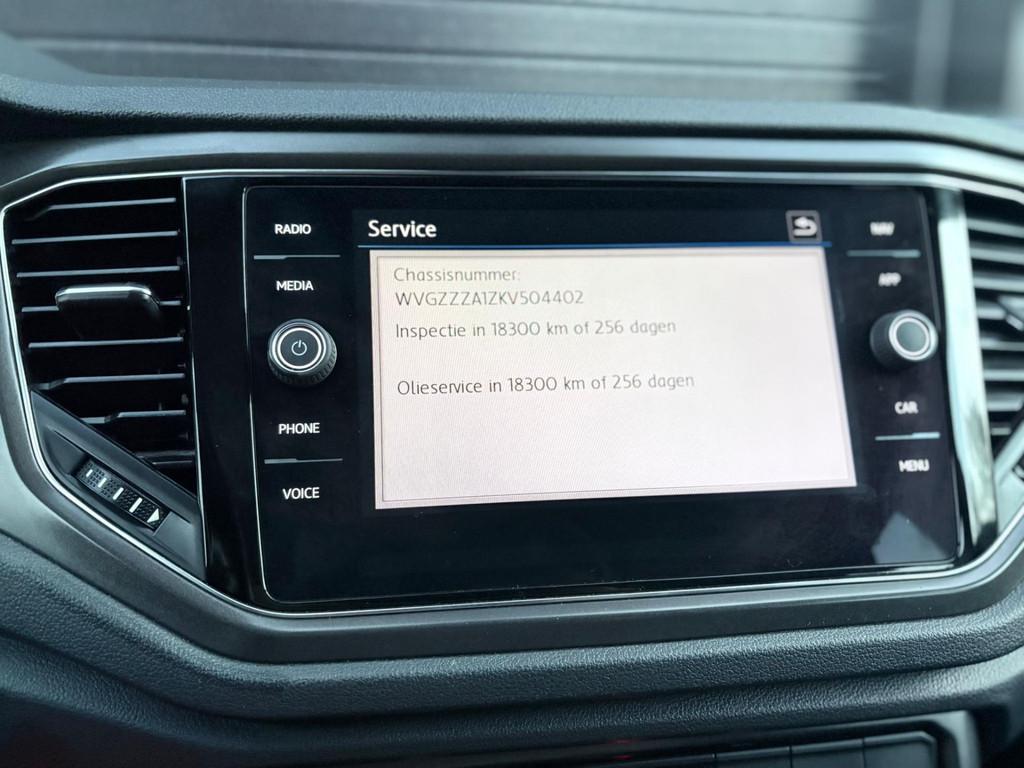 RADIO
MEDIA
PHONE
VOICE
Service
Chassisnummer:
WVGZZZA1ZKV504402
Inspectie in 18300 km of 256 dagen
Olieservice in 18300 km of 256 dagen
NAV
APP
CAR
MENU